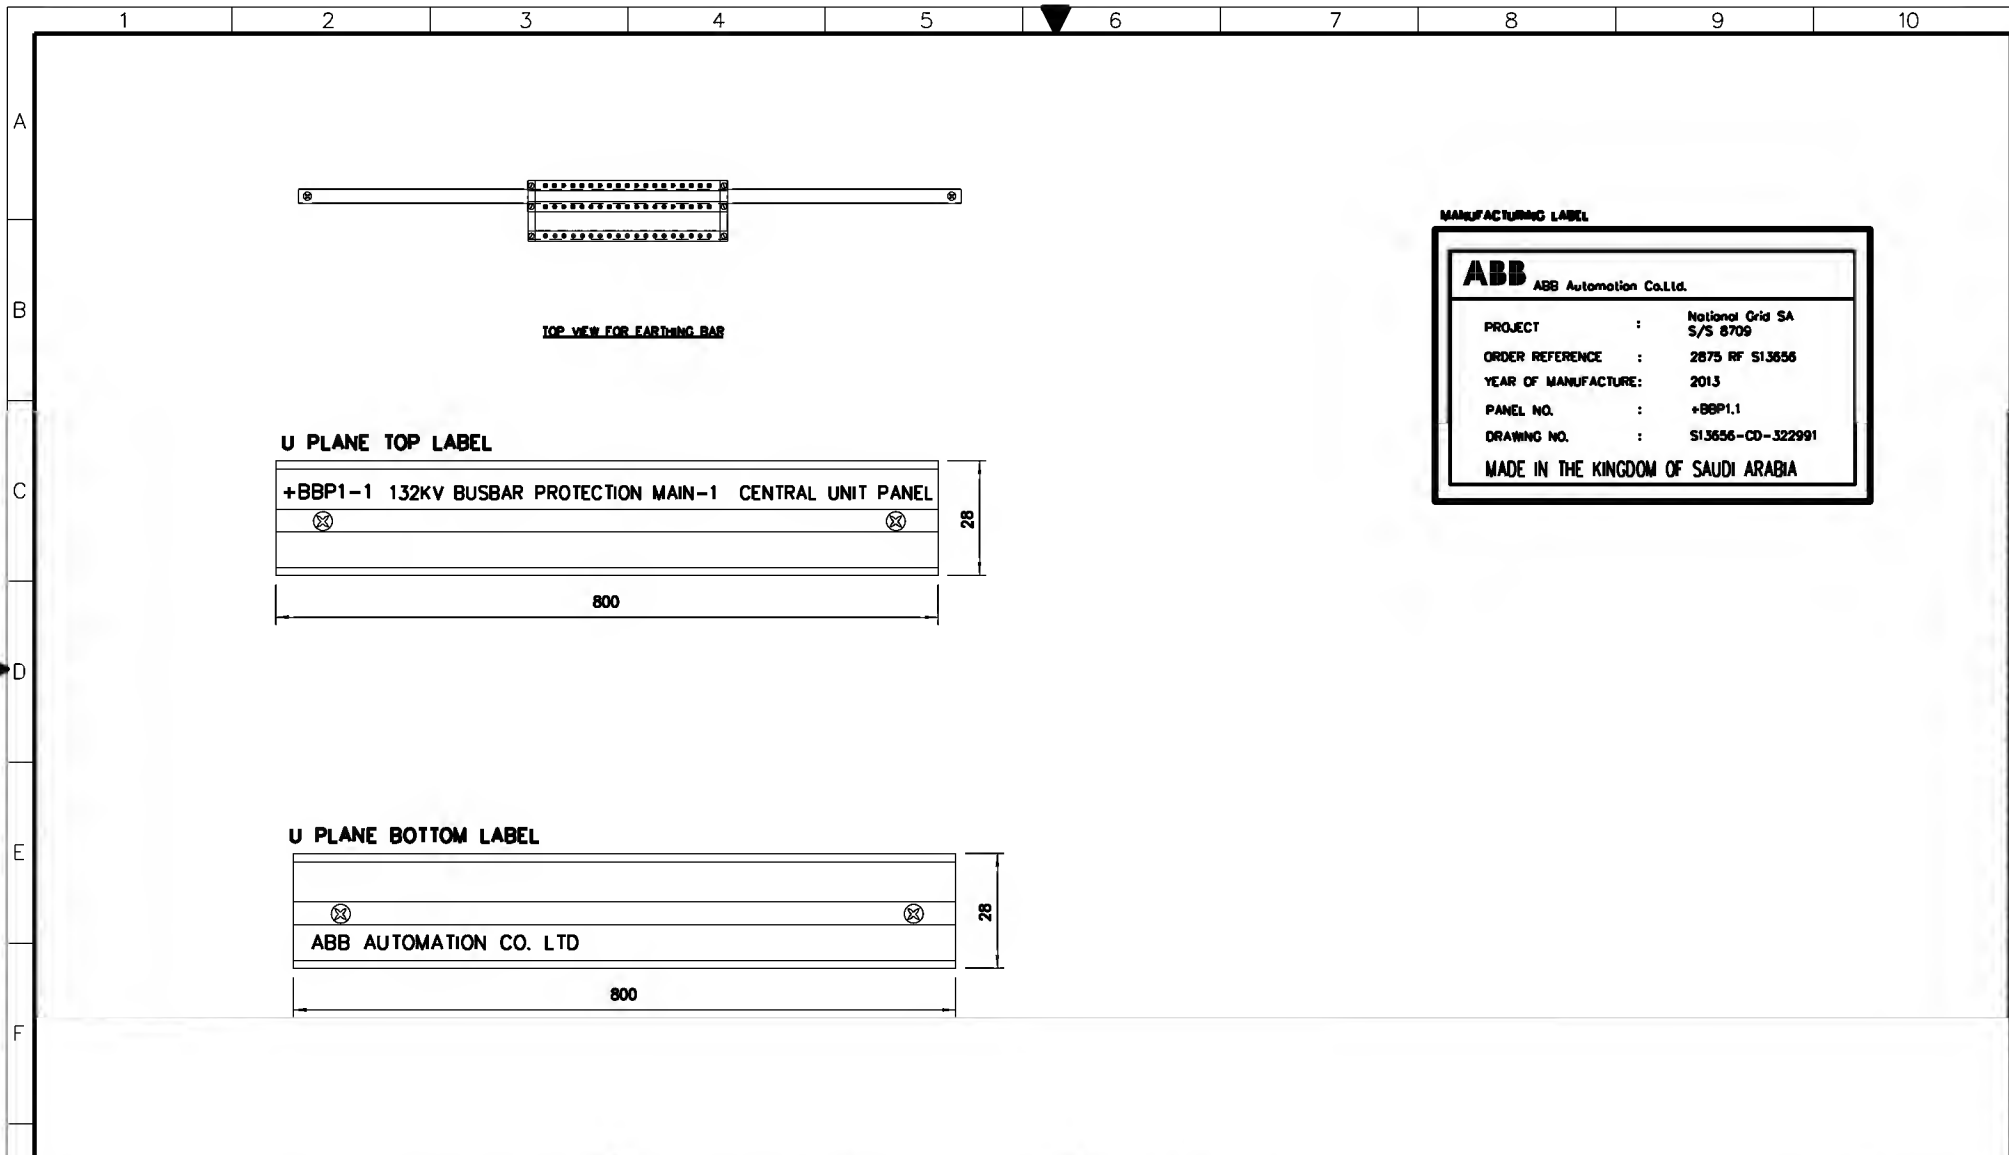 1 2 3 4 5 6 7 8 9 10
A
B
C
D
E
F
TOP VIEW FOR EARTHING BAR
MANUFACTURING LABEL
ABB ABB Automation Co.Ltd.
PROJECT : National Grid SA
S/S 8709
ORDER REFERENCE : 2875 RF S13656
YEAR OF MANUFACTURE: 2013
PANEL NO. : +BBP1.1
DRAWING NO. : S13656-CD-322991
MADE IN THE KINGDOM OF SAUDI ARABIA
U PLANE TOP LABEL
+BBP1-1 132KV BUSBAR PROTECTION MAIN-1 CENTRAL UNIT PANEL
28
800
U PLANE BOTTOM LABEL
ABB AUTOMATION CO. LTD
28
800